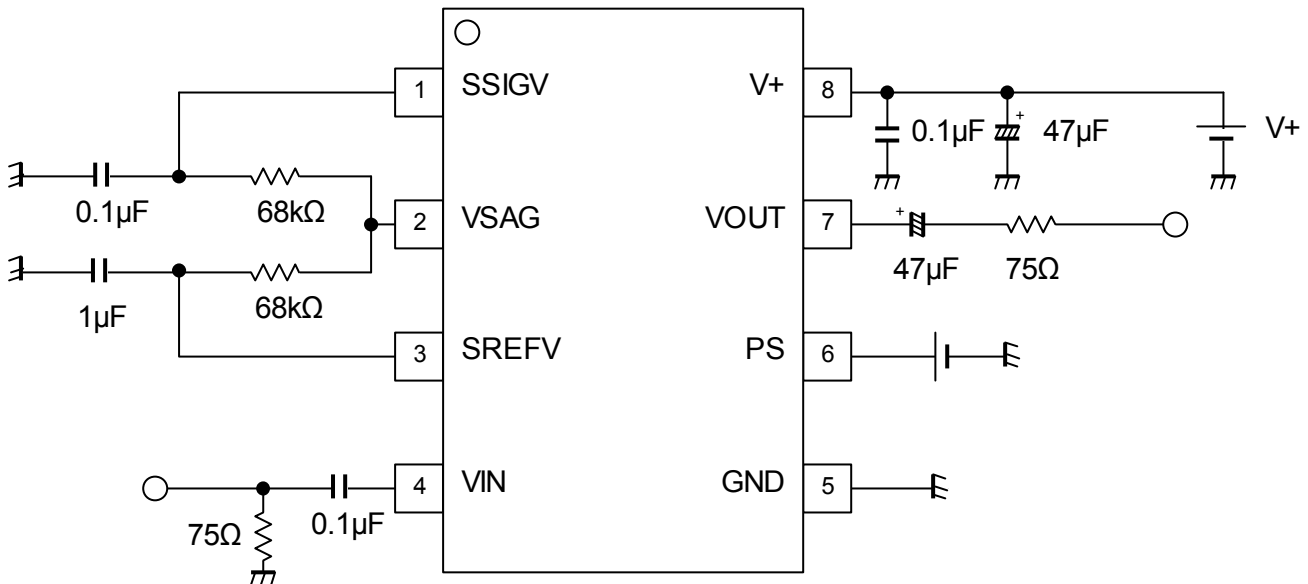 1 SSIGV V+ 8
0.1µF 47µF V+
0.1µF 68kΩ
2 VSAG VOUT 7
+
+
47µF 75Ω
1µF 68kΩ
3 SREFV PS 6
4 VIN GND 5
75Ω 0.1µF